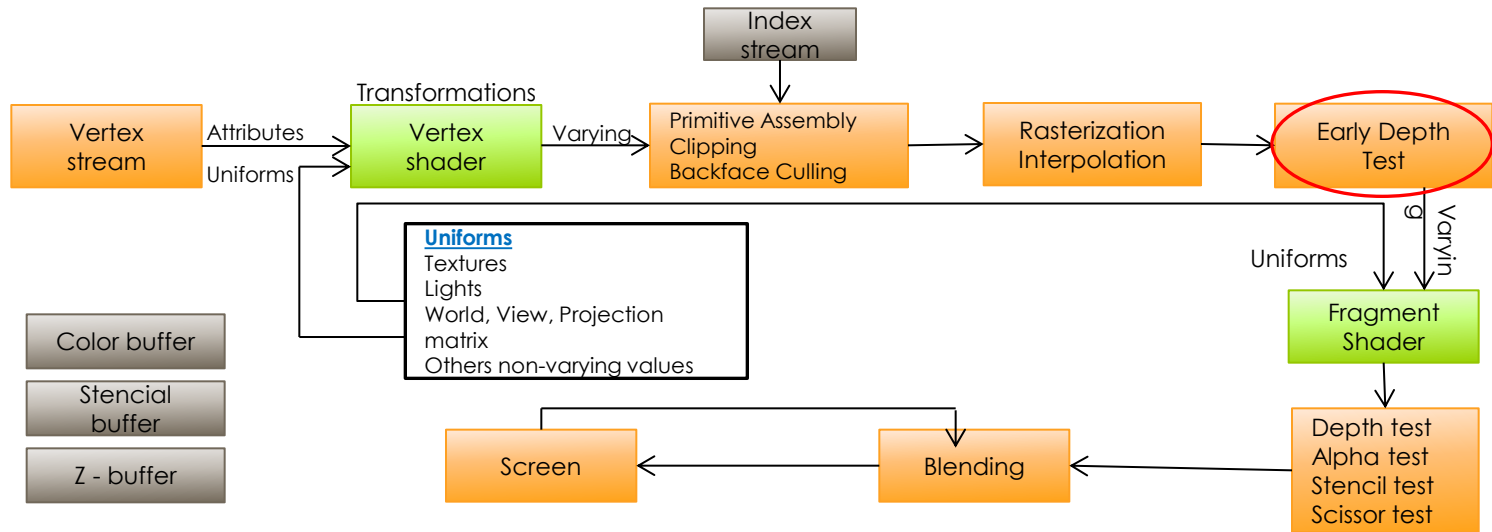 Index
stream
Transformations
Vertex
stream
Attributes
Uniforms
Vertex
shader
Varying
Primitive Assembly
Clipping
Backface Culling
Rasterization
Interpolation
Early Depth
Test
Varyin
g
Uniforms
Uniforms
Textures
Lights
World, View, Projection
matrix
Others non-varying values
Fragment
Shader
Color buffer
Stencial
buffer
Z - buffer
Screen
Blending
Depth test
Alpha test
Stencil test
Scissor test